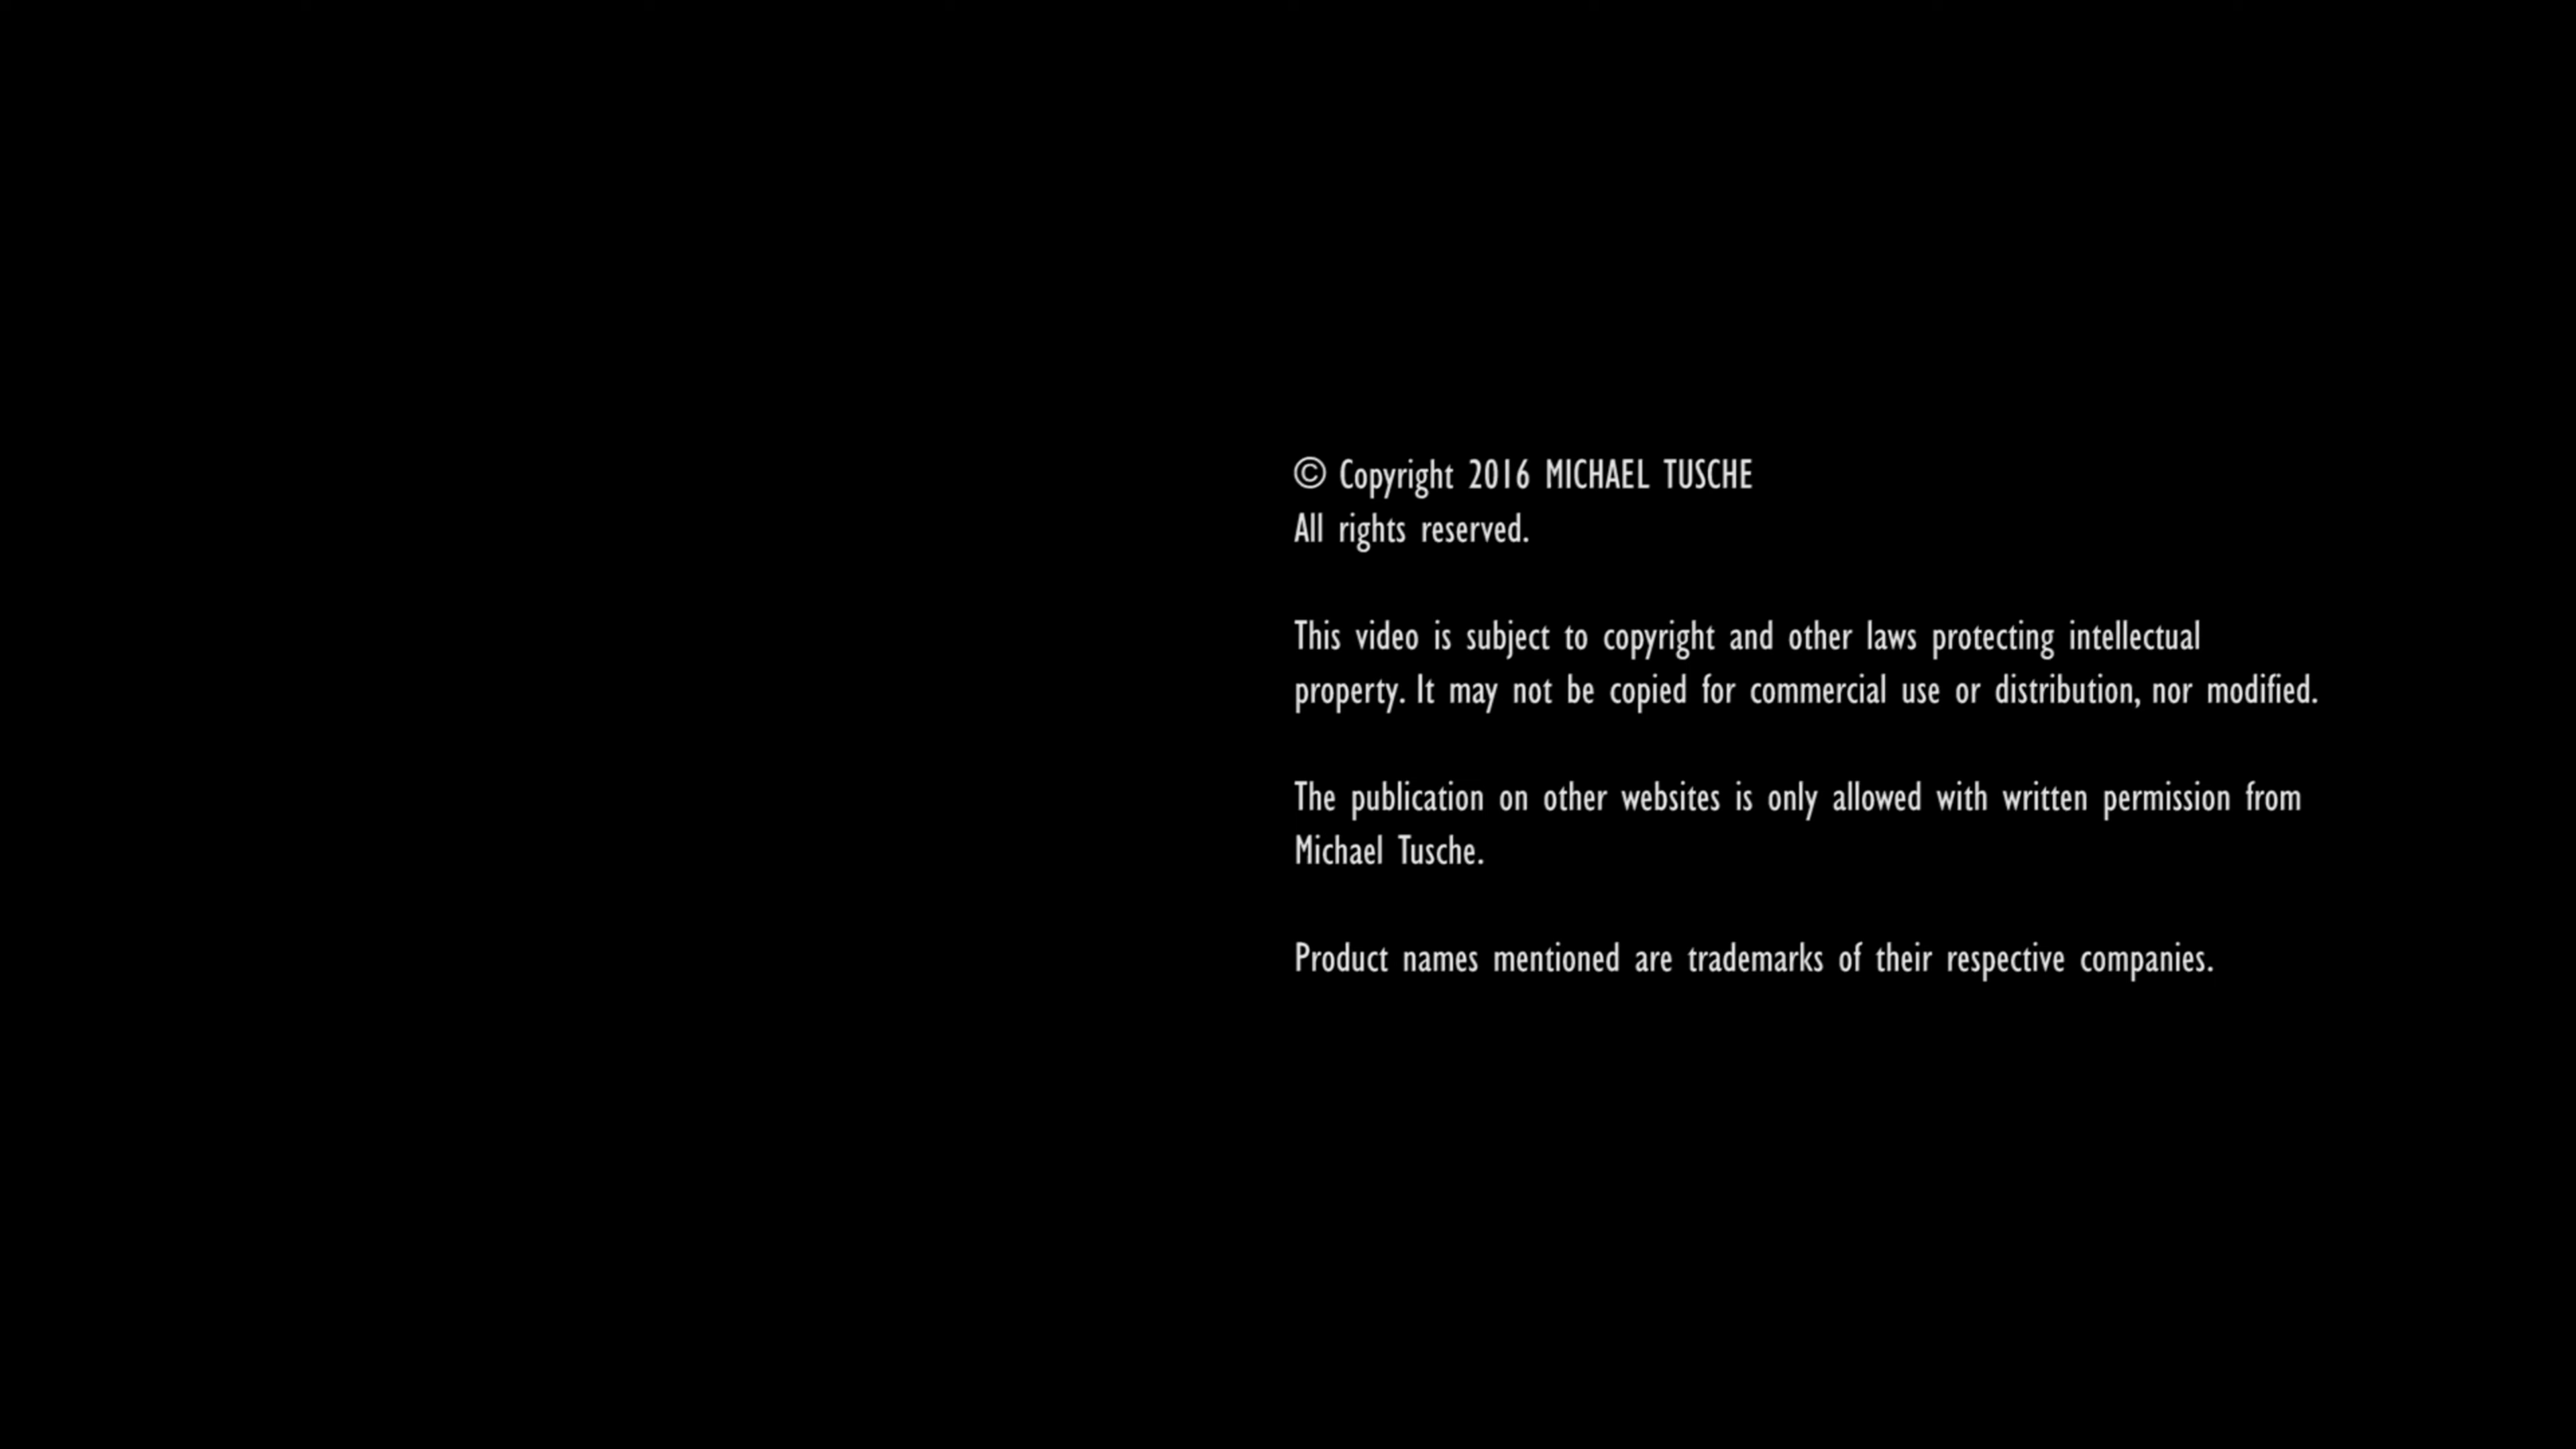 © Copyright 2016 MICHAEL TUSCHE
All rights reserved.
This video is subject to copyright and other laws protecting intellectual
property. It may not be copied for commercial use or distribution, nor modified.
The publication on other websites is only allowed with written permission from
Michael Tusche.
Product names mentioned are trademarks of their respective companies.